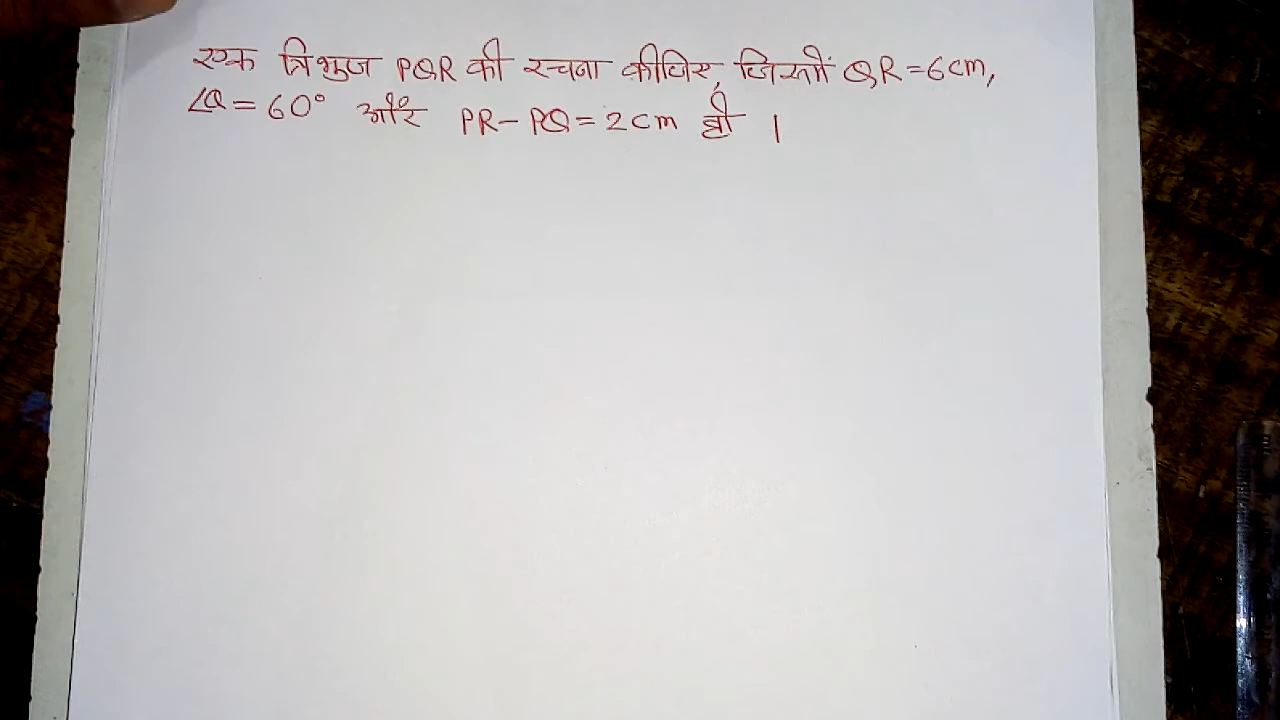 एक त्रिभुज PQR की रचना कीजिए, जिसमें QR=6cm,
∠Q = 60° और PR-PQ=2cm हो ।